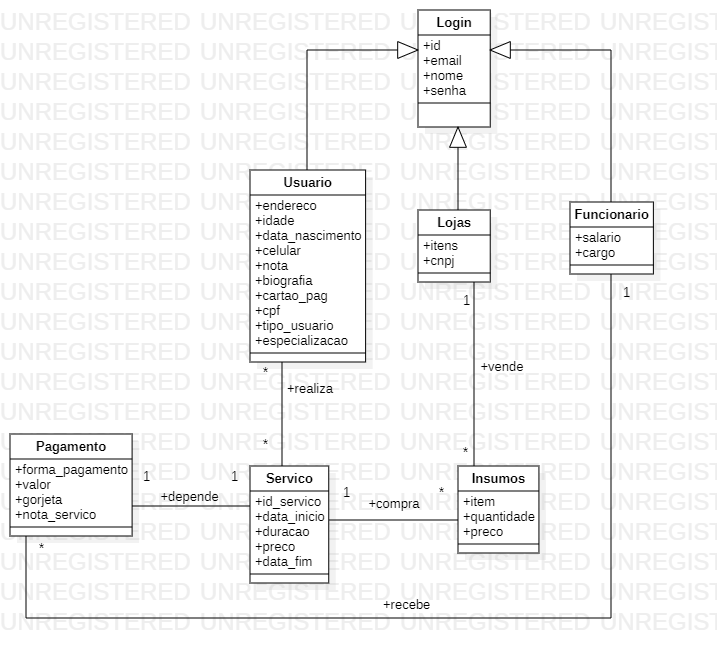 Login
+id
+email
+nome
+senha
Usuario
+endereco
+idade
+data_nascimento
+celular
+nota
+biografia
+cartao_pag
+cpf
+tipo_usuario
+especializacao
Lojas
+itens
+cnpj
Funcionario
+salario
+cargo
1
1
*
+realiza
+vende
*
*
Pagamento
+forma_pagamento
+valor
+gorjeta
+nota_servico
1
1
+depende
*
Servico
+id_servico
+data_inicio
+duracao
+preco
+data_fim
1
*
+compra
Insumos
+item
+quantidade
+preco
+recebe
UNREGISTERED UNREGISTERED UNREGISTERED UNREGISTERED